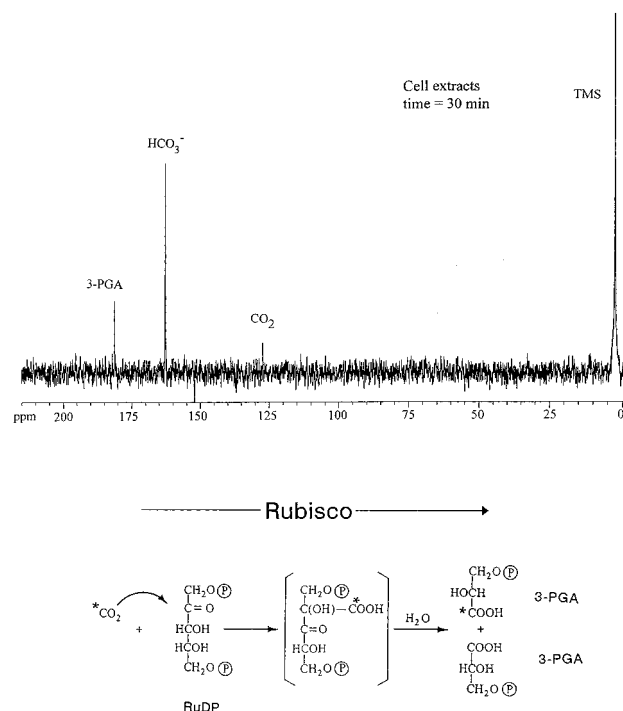 Cell extracts
time = 30 min
TMS
HCO₃⁻
3-PGA
CO₂
ppm 200 175 150 125 100 75 50 25 0
Rubisco
*CO₂
+
CH₂O Ⓟ
C=O
HCOH
HCOH
CH₂O Ⓟ
RuDP
CH₂O Ⓟ
C(OH)—*COOH
C=O
HCOH
CH₂O Ⓟ
H₂O
CH₂O Ⓟ
HOCH
*COOH
3-PGA
+
COOH
HCOH
CH₂O Ⓟ
3-PGA